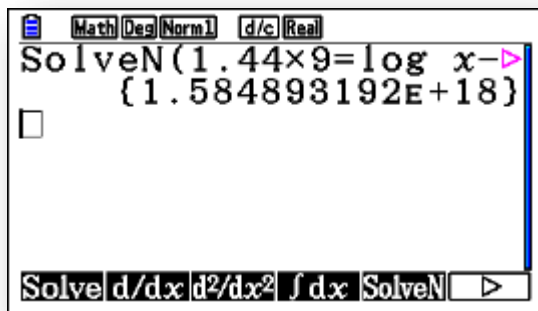 Math Deg Norm1 d/c Real
SolveN(1.44×9=log x-▷
{1.584893192E+18}
Solve d/dx d²/dx² ∫dx SolveN ▷